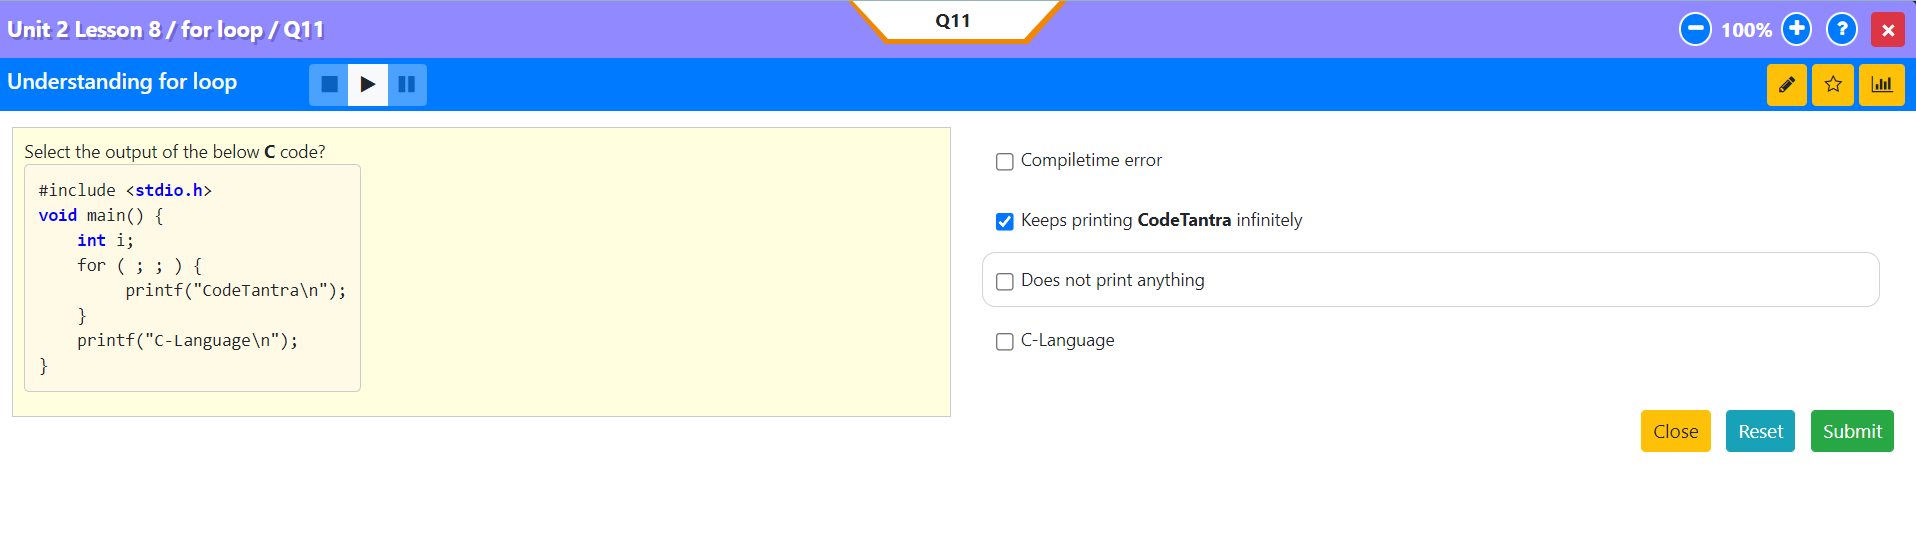 Unit 2 Lesson 8 / for loop / Q11
Q11
100%
?
×
Understanding for loop
Select the output of the below C code?
#include <stdio.h>
void main() {
    int i;
    for ( ; ; ) {
         printf("CodeTantra\n");
    }
    printf("C-Language\n");
}
Compiletime error
Keeps printing CodeTantra infinitely
Does not print anything
C-Language
Close
Reset
Submit